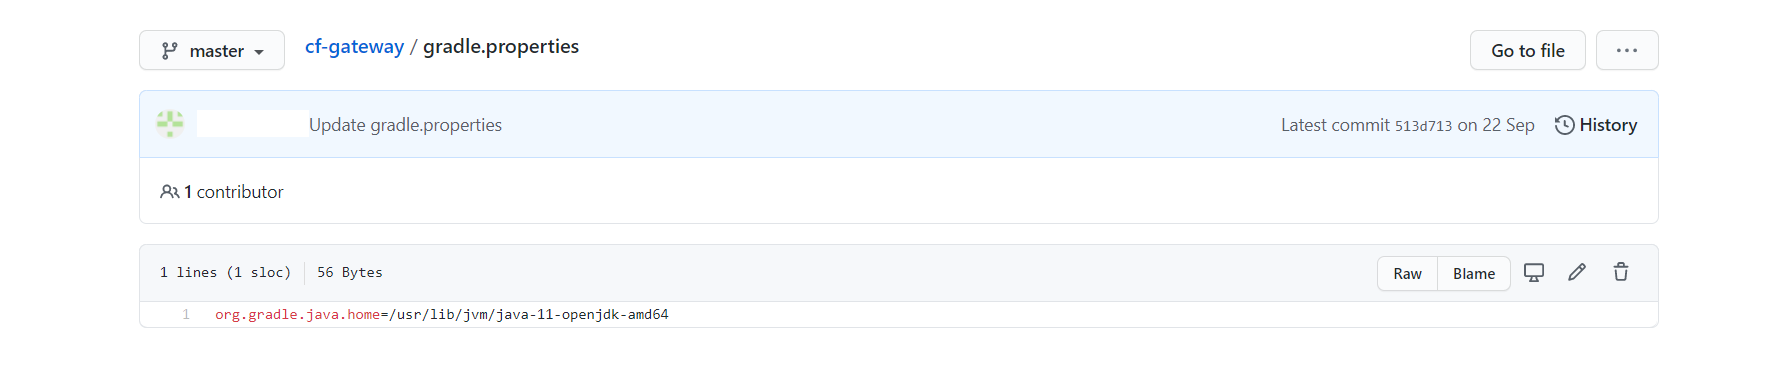 master
cf-gateway / gradle.properties
Go to file
Update gradle.properties
Latest commit 513d713 on 22 Sep
History
1 contributor
1 lines (1 sloc)
56 Bytes
Raw
Blame
1 org.gradle.java.home=/usr/lib/jvm/java-11-openjdk-amd64